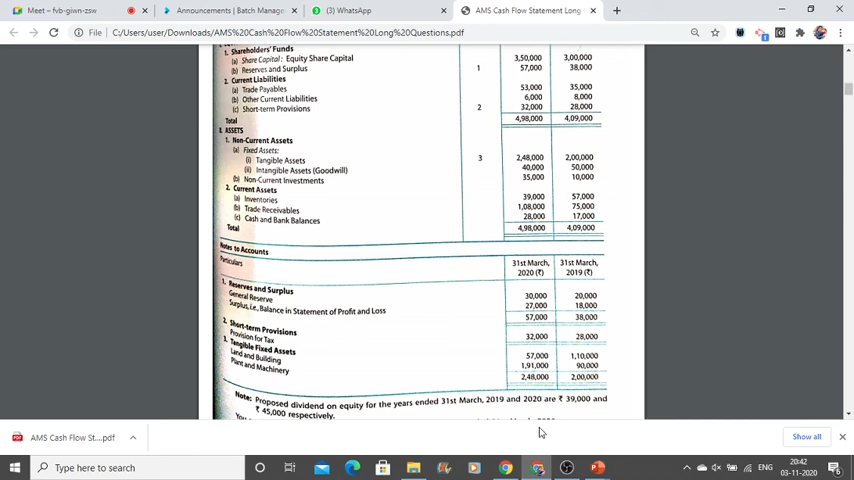 Meet – fvb-giwn-zsw
Announcements | Batch Manage
(3) WhatsApp
AMS Cash Flow Statement Long
File | C:/Users/user/Downloads/AMS%20Cash%20Flow%20Statement%20Long%20Questions.pdf
1. Shareholders' Funds
(a) Share Capital: Equity Share Capital 3,50,000 3,00,000
(b) Reserves and Surplus 1 57,000 38,000
2. Current Liabilities
(a) Trade Payables 53,000 35,000
(b) Other Current Liabilities 6,000 8,000
(c) Short-term Provisions 2 32,000 28,000
Total 4,98,000 4,09,000
ASSETS
1. Non-Current Assets
(a) Fixed Assets:
(i) Tangible Assets 3 2,48,000 2,00,000
(ii) Intangible Assets (Goodwill) 40,000 50,000
(b) Non-Current Investments 35,000 10,000
2. Current Assets
(a) Inventories 39,000 57,000
(b) Trade Receivables 1,08,000 75,000
(c) Cash and Bank Balances 28,000 17,000
Total 4,98,000 4,09,000
Notes to Accounts
Particulars 31st March, 2020 (₹) 31st March, 2019 (₹)
1. Reserves and Surplus
General Reserve 30,000 20,000
Surplus, i.e., Balance in Statement of Profit and Loss 27,000 18,000
57,000 38,000
2. Short-term Provisions
Provision for Tax 32,000 28,000
3. Tangible Fixed Assets
Land and Building 57,000 1,10,000
Plant and Machinery 1,91,000 90,000
2,48,000 2,00,000
Note: Proposed dividend on equity for the years ended 31st March, 2019 and 2020 are ₹ 39,000 and
₹ 45,000 respectively.
AMS Cash Flow St....pdf
Show all
Type here to search
ENG
20:42
03-11-2020